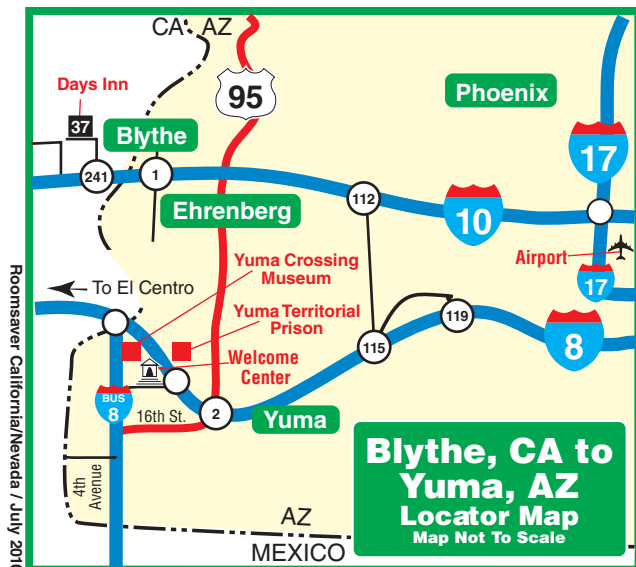 CA AZ
Days Inn
37
95
Phoenix
Blythe
17
241
1
112
Ehrenberg
10
Airport
17
To El Centro
Yuma Crossing
Museum
Yuma Territorial
Prison
119
8
115
Welcome
Center
BUS
8
16th St.
2
Yuma
4th
Avenue
Blythe, CA to
Yuma, AZ
Locator Map
Map Not To Scale
AZ
MEXICO
Roomsaver California/Nevada / July 201